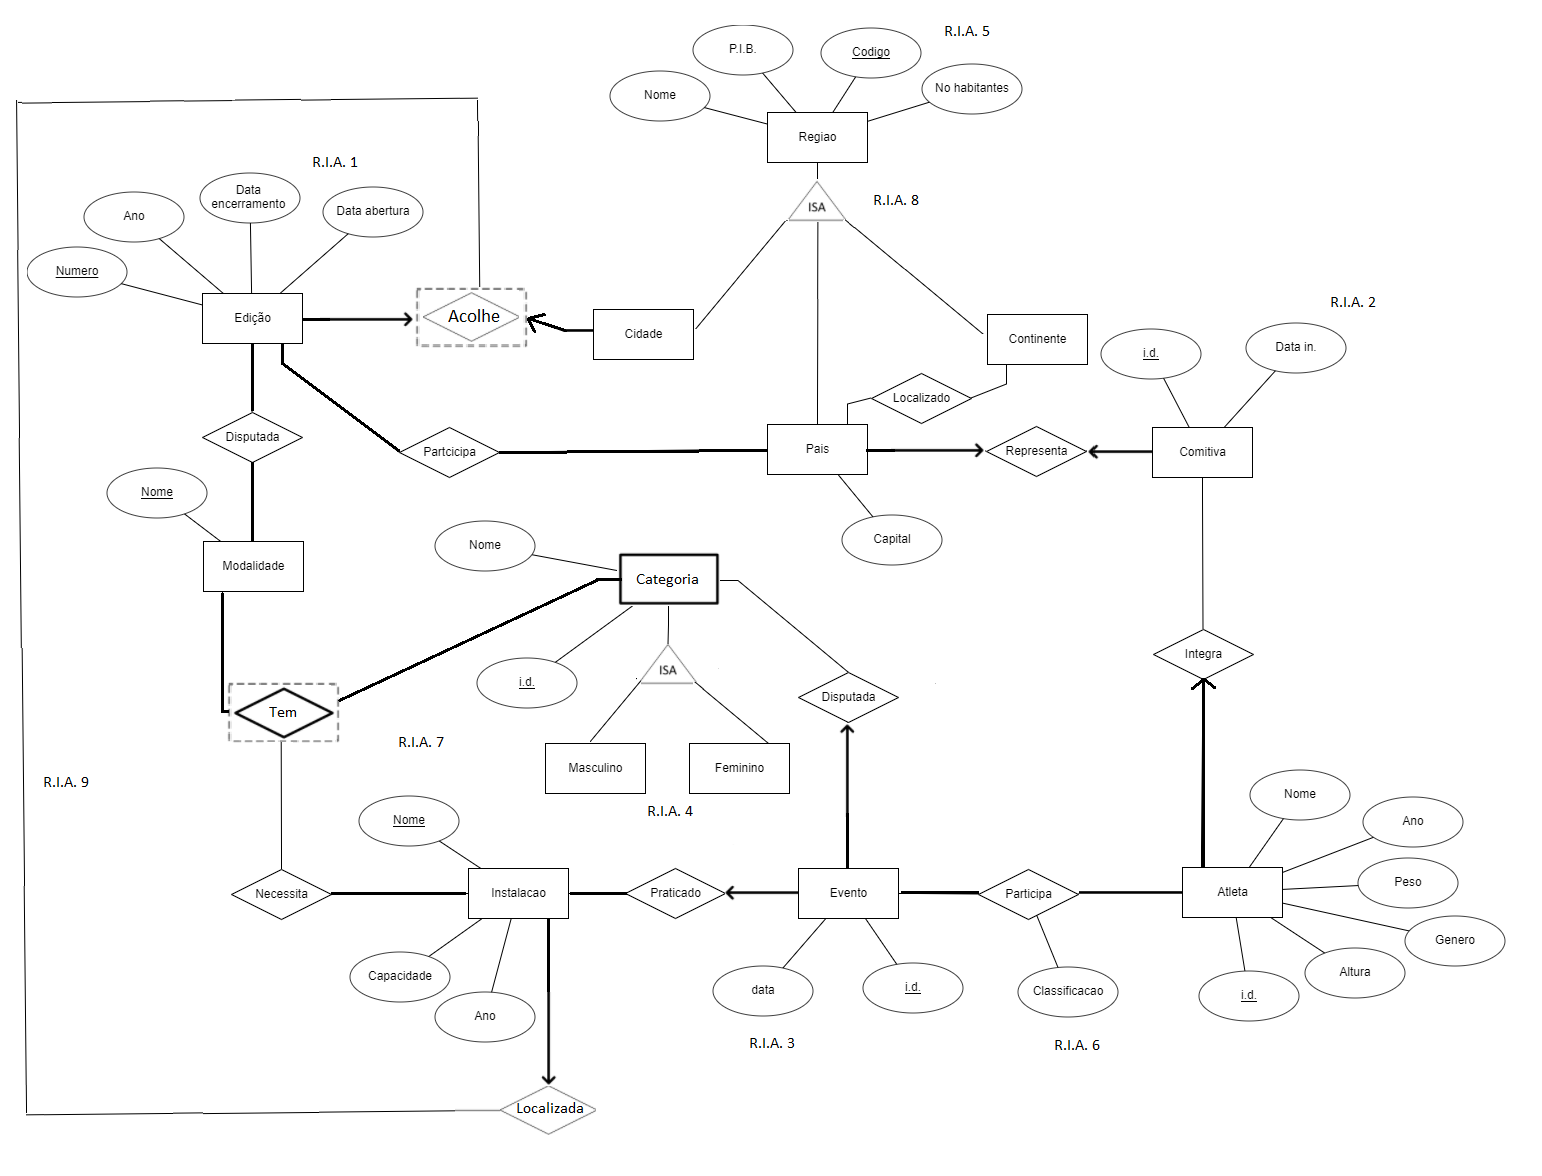 R.I.A. 5
P.I.B.
Codigo
Nome
No habitantes
Regiao
R.I.A. 1
ISA
R.I.A. 8
Data
encerramento
Ano
Data abertura
Numero
Edição
Acolhe
Cidade
Continente
R.I.A. 2
i.d.
Data in.
Localizado
Disputada
Partcicipa
Pais
Representa
Comitiva
Nome
Capital
Nome
Modalidade
Categoria
ISA
i.d.
Integra
Disputada
Tem
R.I.A. 7
Masculino
Feminino
R.I.A. 9
R.I.A. 4
Nome
Nome
Ano
Peso
Necessita
Instalacao
Praticado
Evento
Participa
Atleta
Genero
Capacidade
Altura
data
i.d.
Classificacao
i.d.
Ano
R.I.A. 3
R.I.A. 6
Localizada